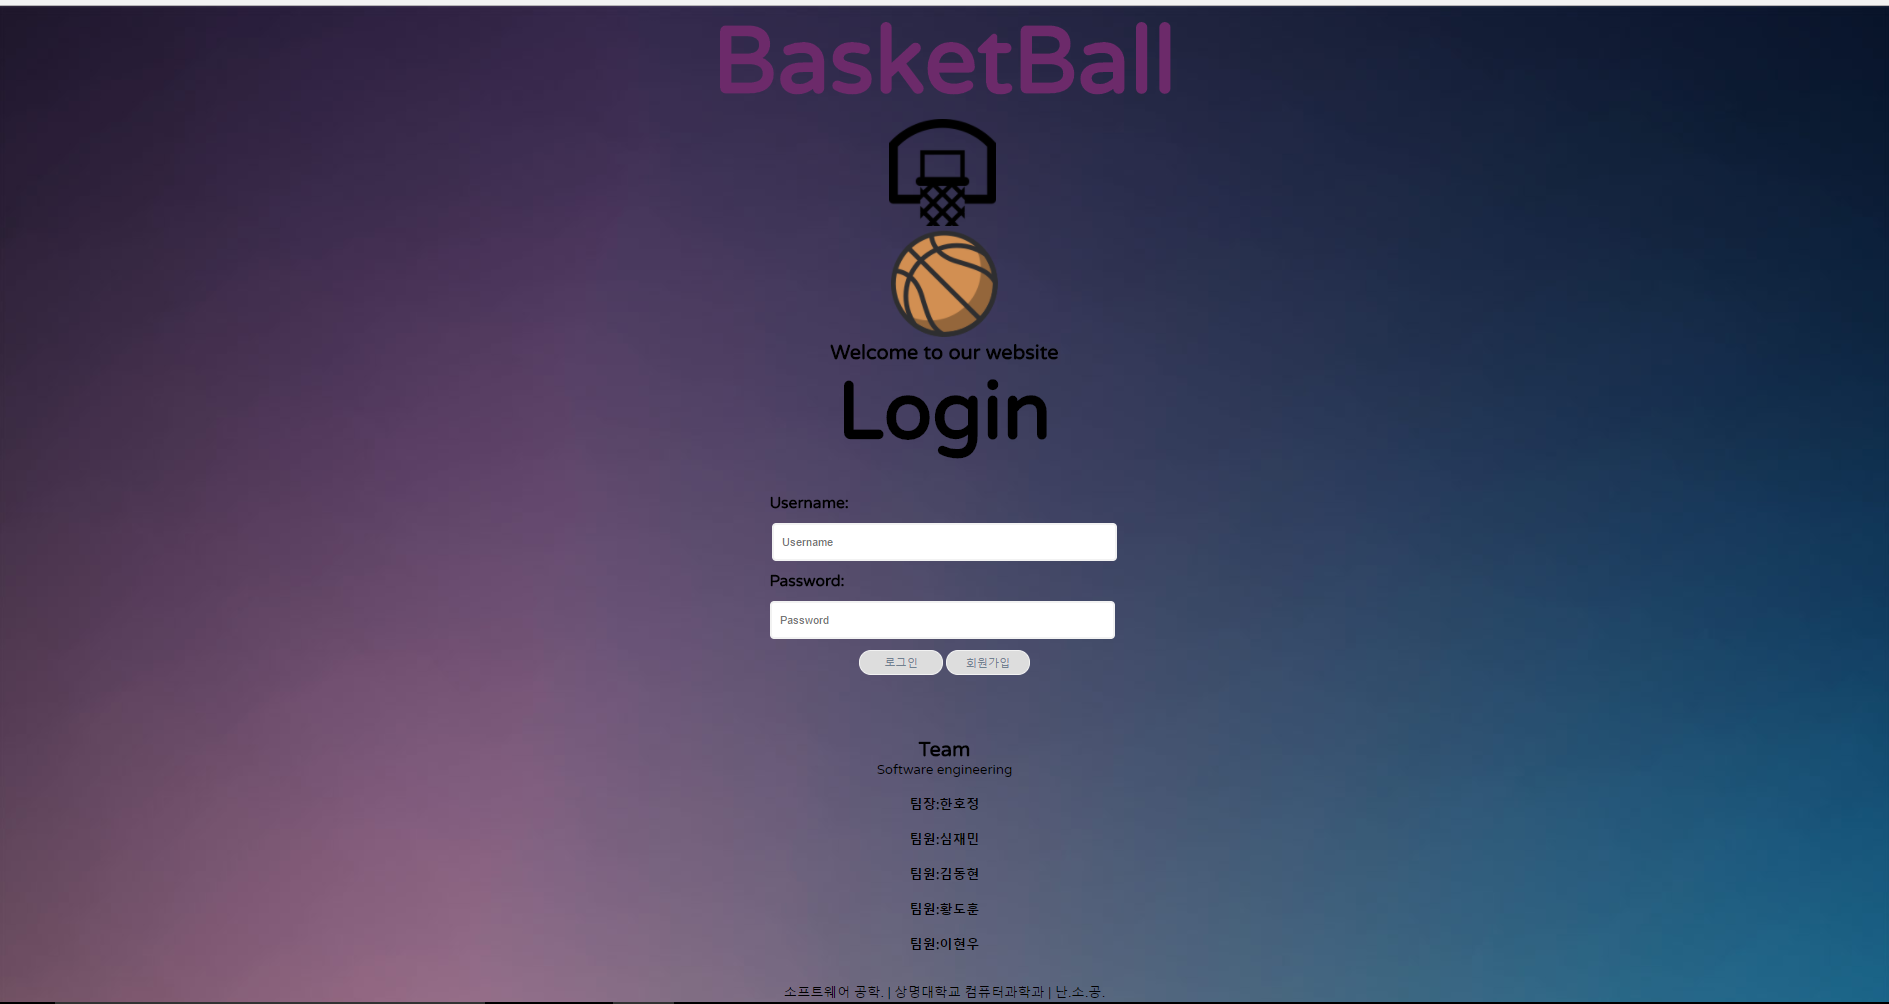 BasketBall
Welcome to our website
Login
Username:
Username
Password:
Password
로그인 회원가입
Team
Software engineering
팀장:한호정
팀원:심재민
팀원:김동현
팀원:황도훈
팀원:이현우
소프트웨어 공학. | 상명대학교 컴퓨터과학과 | 난.소.공.